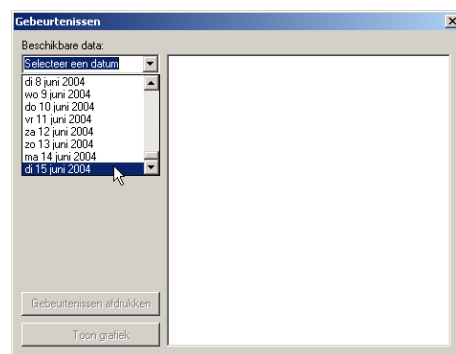 Gebeurtenissen
Beschikbare data:
Selecteer een datum
di 8 juni 2004
wo 9 juni 2004
do 10 juni 2004
vr 11 juni 2004
za 12 juni 2004
zo 13 juni 2004
ma 14 juni 2004
di 15 juni 2004
Gebeurtenissen afdrukken
Toon grafiek